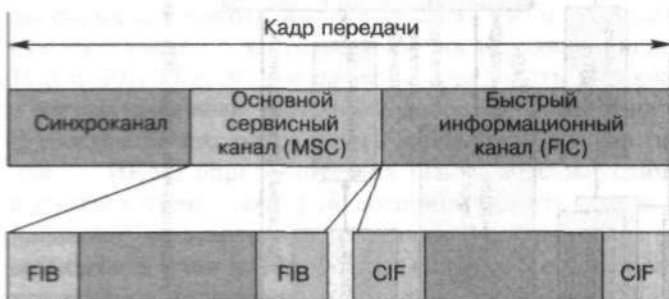 Кадр передачи
Синхроканал
Основной
сервисный
канал (MSC)
Быстрый
информационный
канал (FIC)
FIB
FIB
CIF
CIF